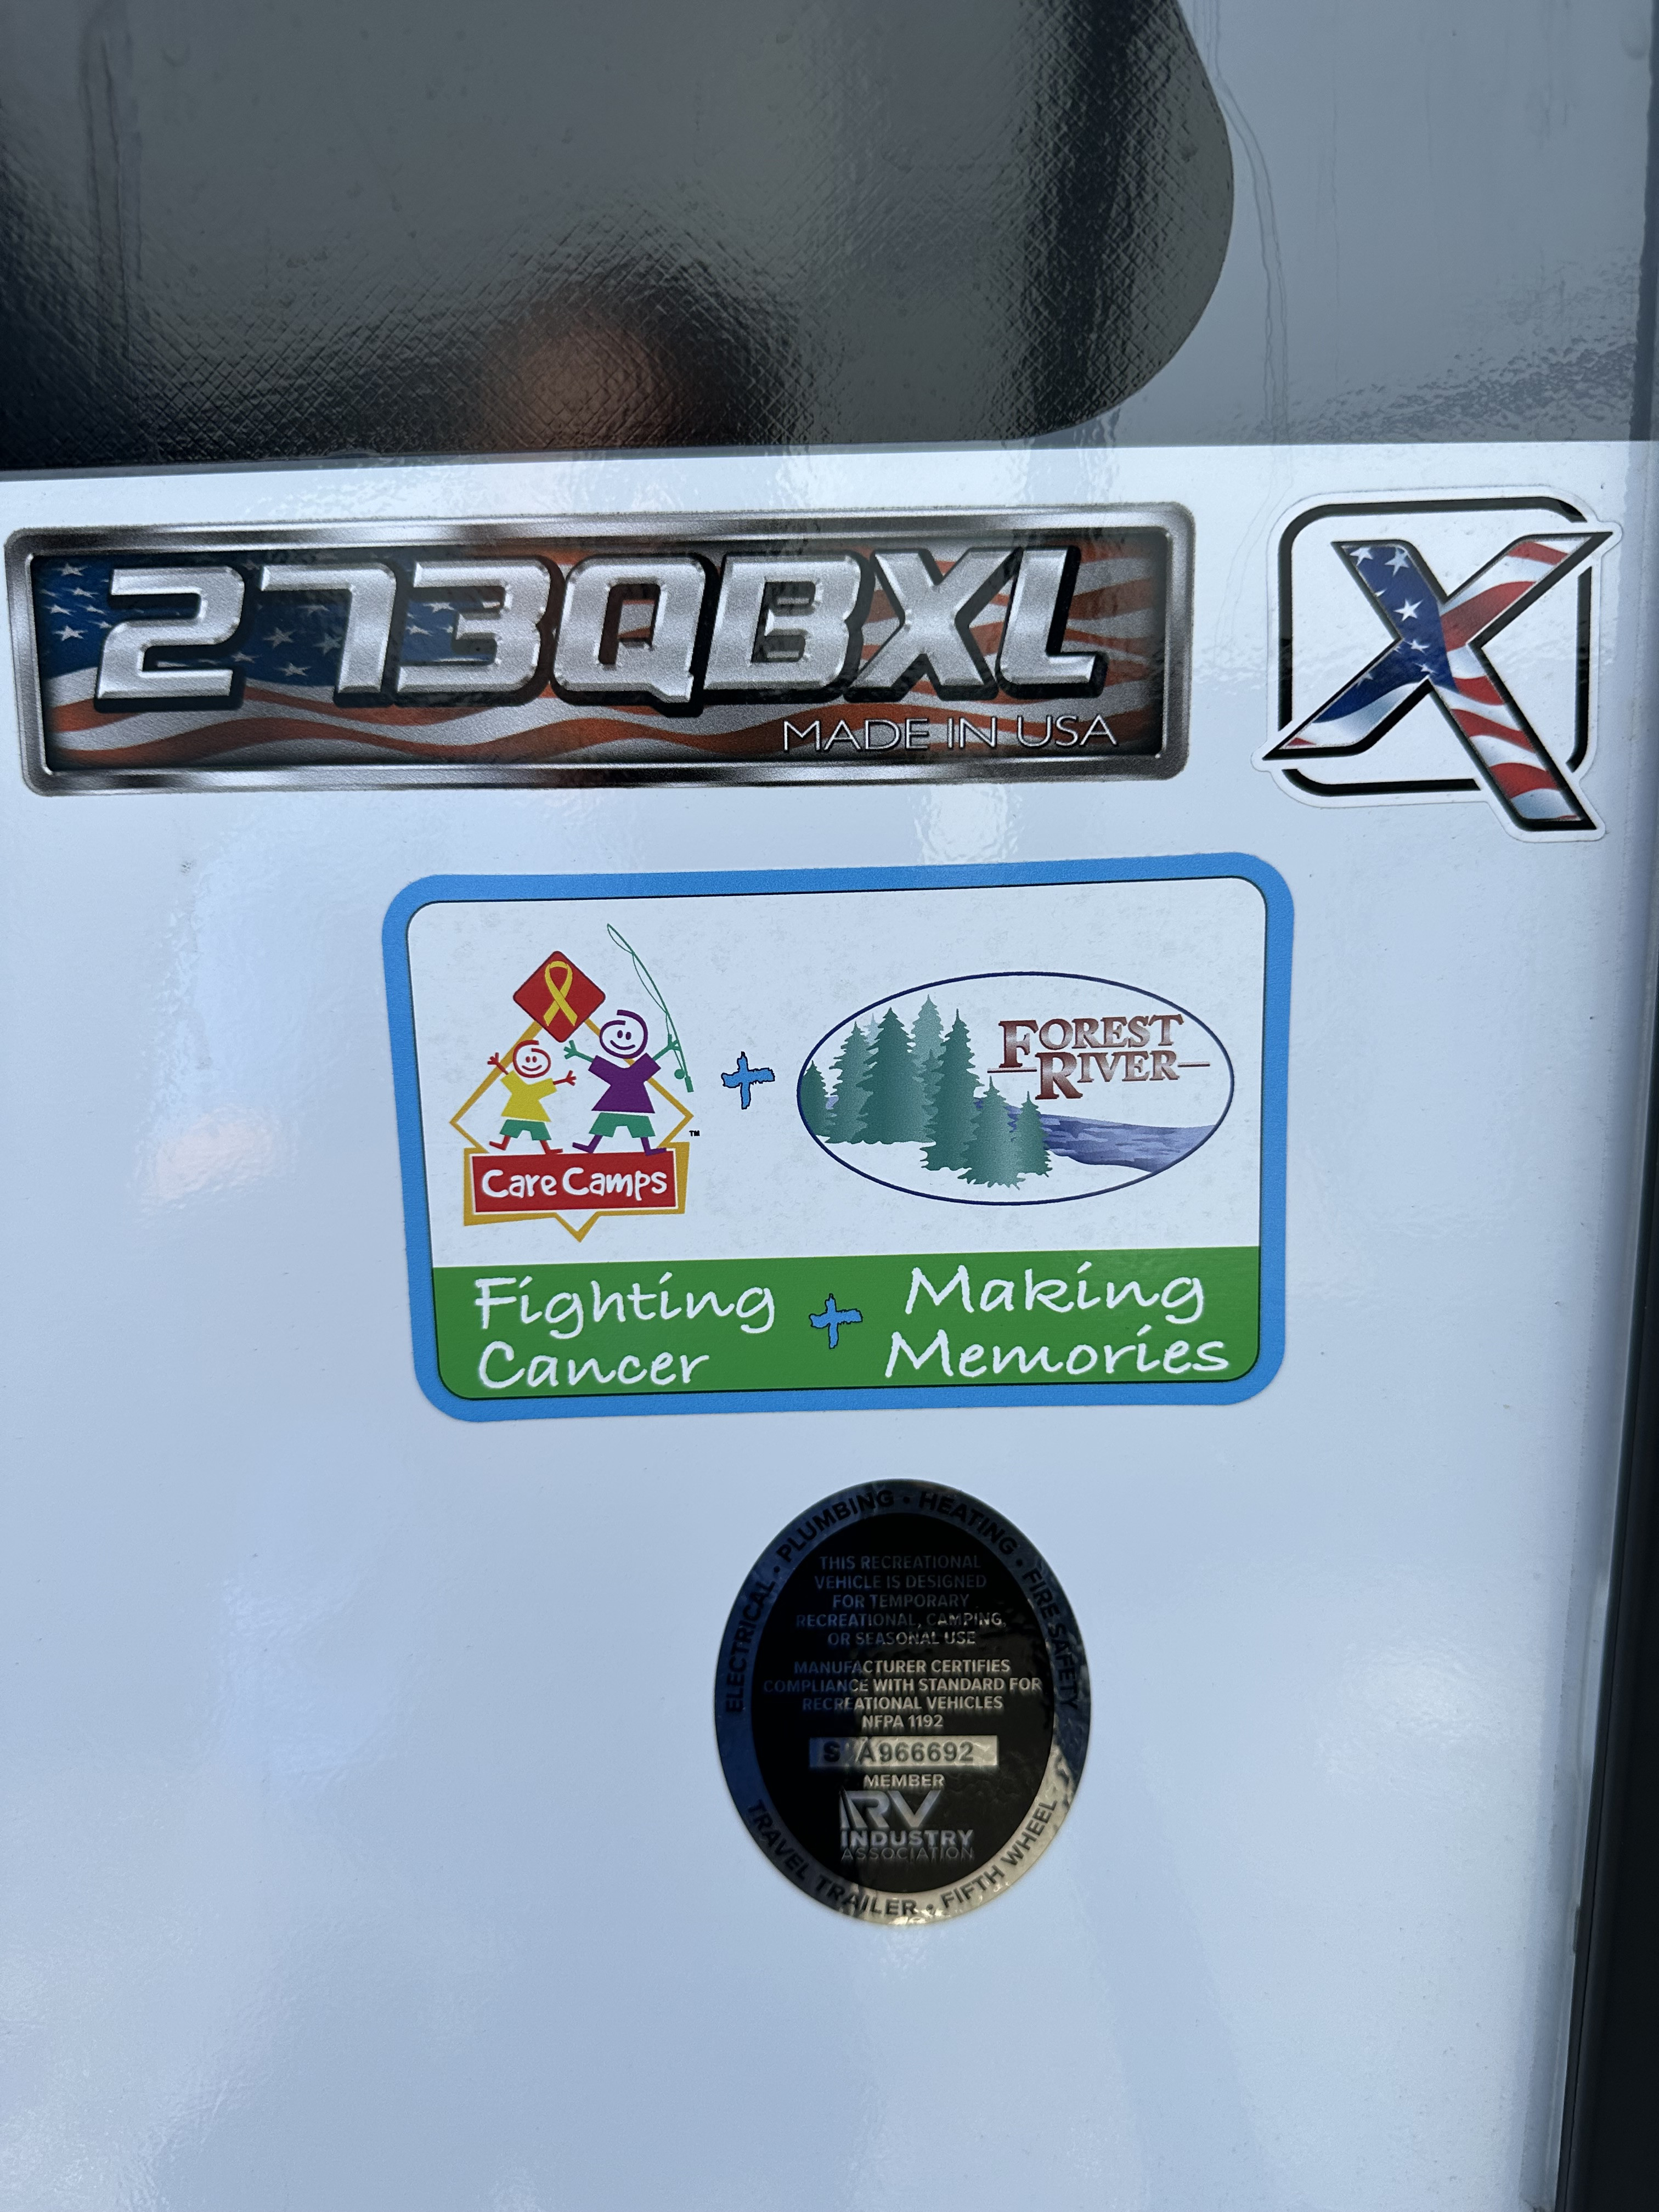 273QBXL
MADE IN USA
X
Care Camps
TM
+
FOREST
RIVER
Fighting
Cancer
+
Making
Memories
ELECTRICAL • PLUMBING • HEATING • FIRE SAFETY
THIS RECREATIONAL
VEHICLE IS DESIGNED
FOR TEMPORARY
RECREATIONAL, CAMPING
OR SEASONAL USE
MANUFACTURER CERTIFIES
COMPLIANCE WITH STANDARD FOR
RECREATIONAL VEHICLES
NFPA 1192
S A966692
MEMBER
RV
INDUSTRY
ASSOCIATION
TRAVEL TRAILER • FIFTH WHEEL